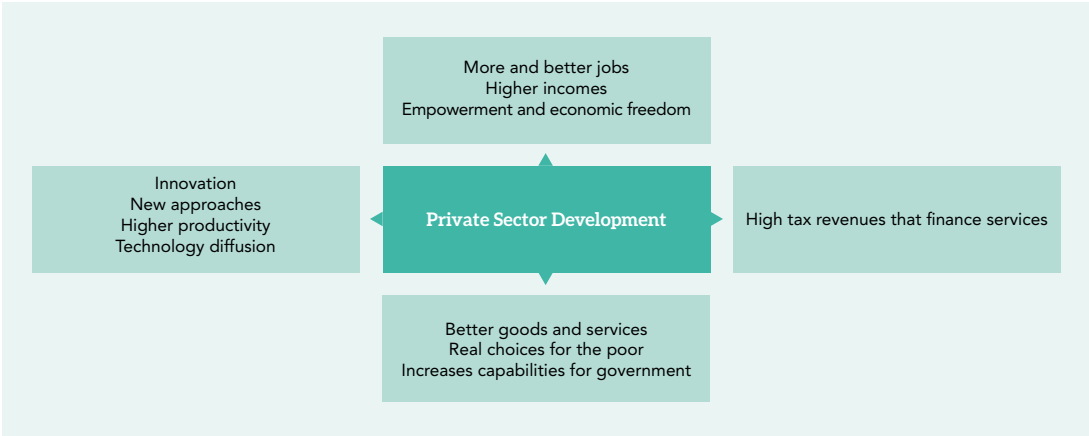 More and better jobs
Higher incomes
Empowerment and economic freedom
Innovation
New approaches
Higher productivity
Technology diffusion
Private Sector Development
High tax revenues that finance services
Better goods and services
Real choices for the poor
Increases capabilities for government